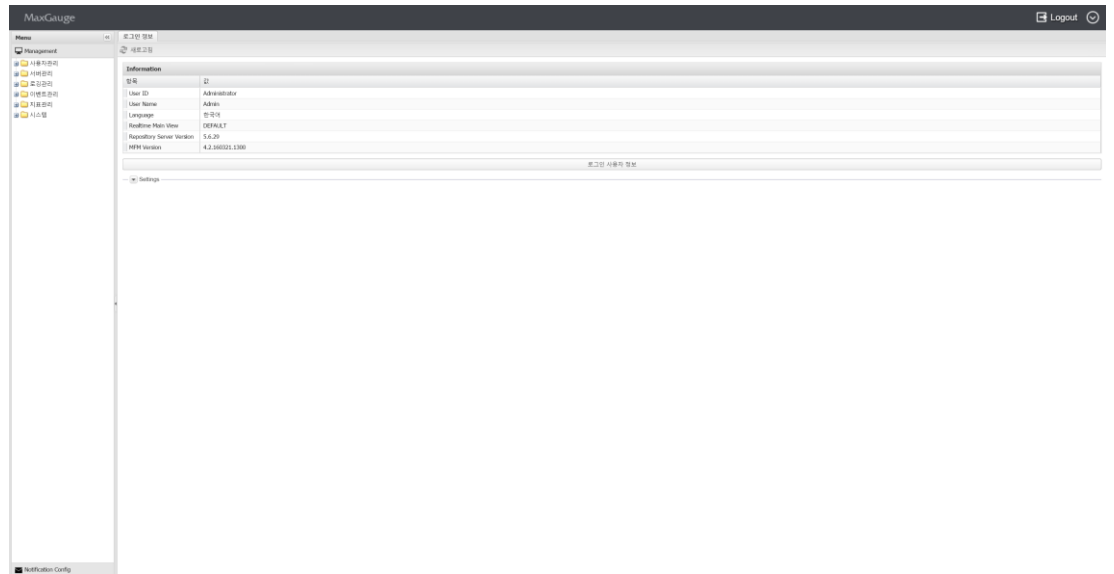 MaxGauge
Logout
Menu
Management
사용자관리
서버관리
로깅관리
이벤트관리
지표관리
시스템
Notification Config
로그인 정보
새로고침
Information
항목 값
User ID Administrator
User Name Admin
Language 한국어
Realtime Main View DEFAULT
Repository Server Version 5.6.20
MFM Version 4.2.160321.1300
로그인 사용자 정보
Settings